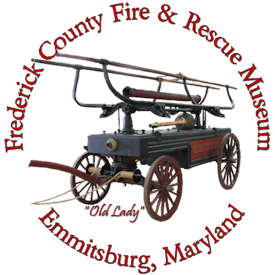 Frederick County Fire & Rescue Museum
"Old Lady"
Emmitsburg, Maryland